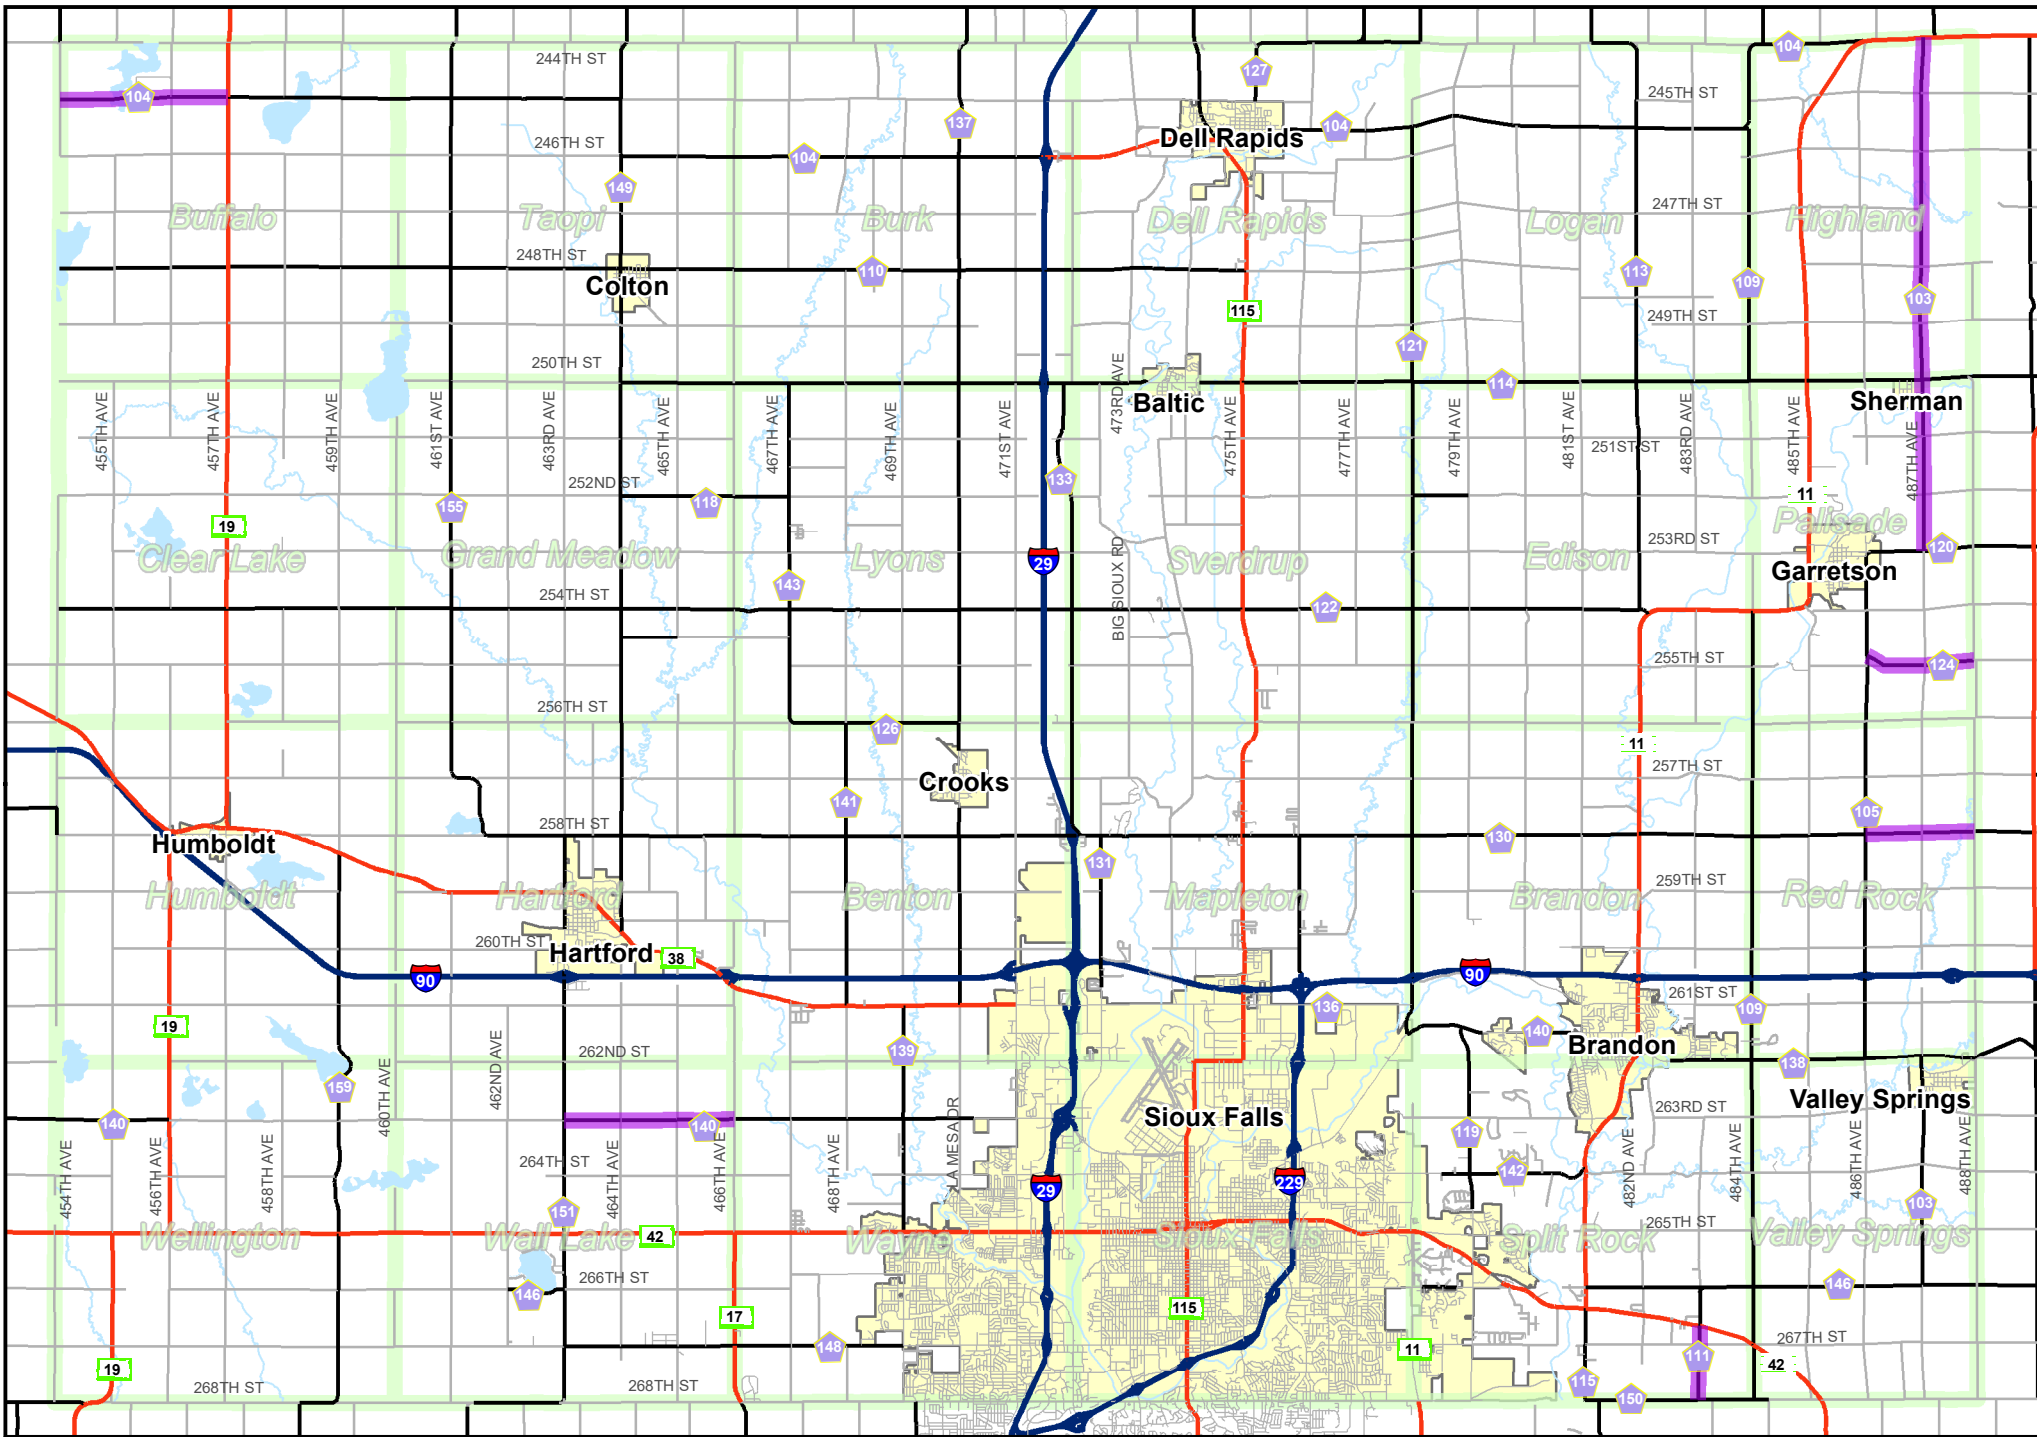 244TH ST
127
104
104
245TH ST
137
Dell Rapids
104
246TH ST
104
149
Buffalo
Taopi
Burk
Dell Rapids
Logan
Highland
247TH ST
248TH ST
110
113
109
103
Colton
115
249TH ST
250TH ST
121
114
Baltic
Sherman
455TH AVE
457TH AVE
459TH AVE
461ST AVE
463RD AVE
465TH AVE
467TH AVE
469TH AVE
471ST AVE
473RD AVE
475TH AVE
477TH AVE
479TH AVE
481ST AVE
483RD AVE
485TH AVE
487TH AVE
251ST ST
252ND ST
155
118
133
11
19
Clear Lake
Grand Meadow
Lyons
29
Sverdrup
Edison
Palisade
253RD ST
120
Garretson
BIG SIOUX RD
143
254TH ST
122
255TH ST
124
256TH ST
126
11
257TH ST
Crooks
141
105
258TH ST
130
Humboldt
131
Humboldt
Hartford
Benton
Mapleton
Brandon
Red Rock
259TH ST
260TH ST
Hartford
38
90
90
261ST ST
136
109
19
140
Brandon
262ND ST
139
138
462ND AVE
460TH AVE
159
Valley Springs
LA MESA DR
Sioux Falls
263RD ST
140
140
119
264TH ST
142
454TH AVE
456TH AVE
458TH AVE
464TH AVE
466TH AVE
468TH AVE
482ND AVE
484TH AVE
486TH AVE
488TH AVE
29
229
151
103
265TH ST
Wellington
Wall Lake
42
Wayne
Sioux Falls
Split Rock
Valley Springs
266TH ST
146
146
17
115
148
11
267TH ST
111
42
19
268TH ST
268TH ST
115
150